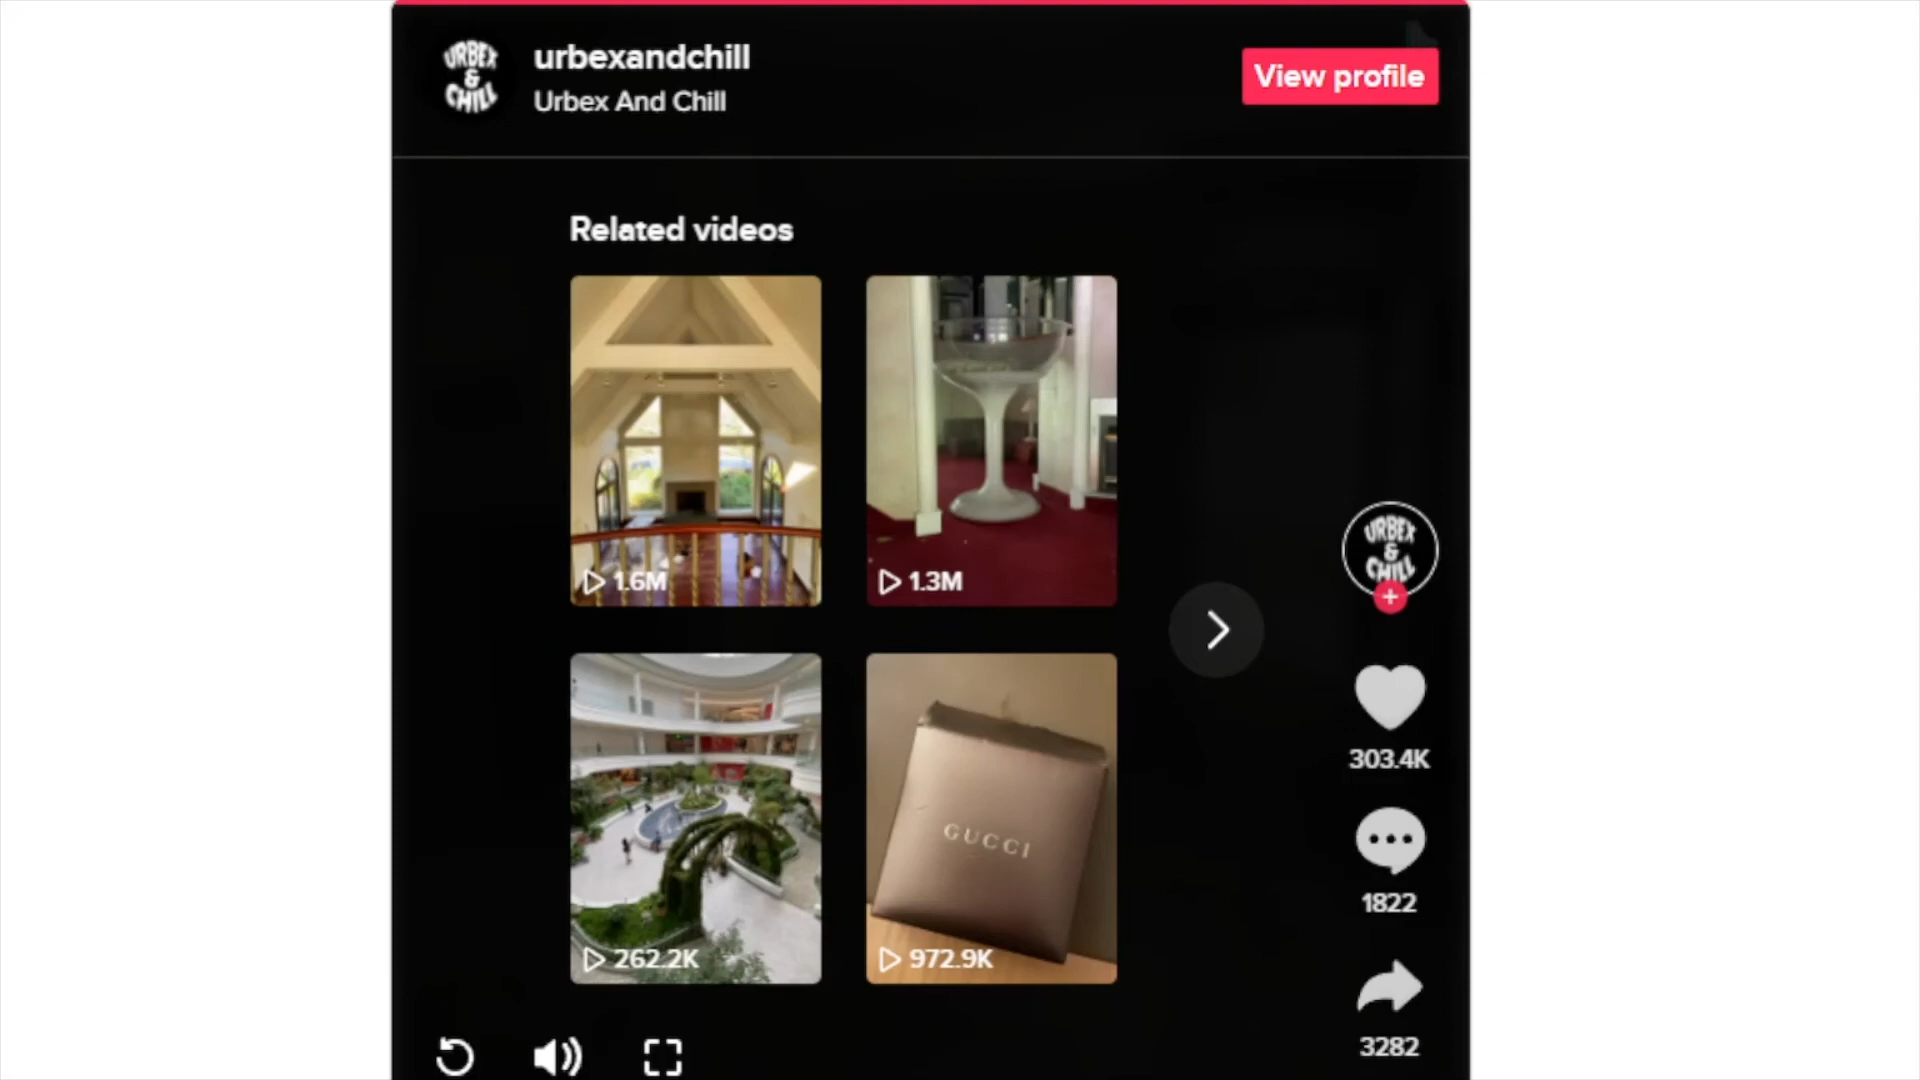 URBEX
&
CHILL
urbexandchill
Urbex And Chill
View profile
Related videos
1.6M
1.3M
URBEX
&
CHILL
303.4K
GUCCI
1822
262.2K
972.9K
3282